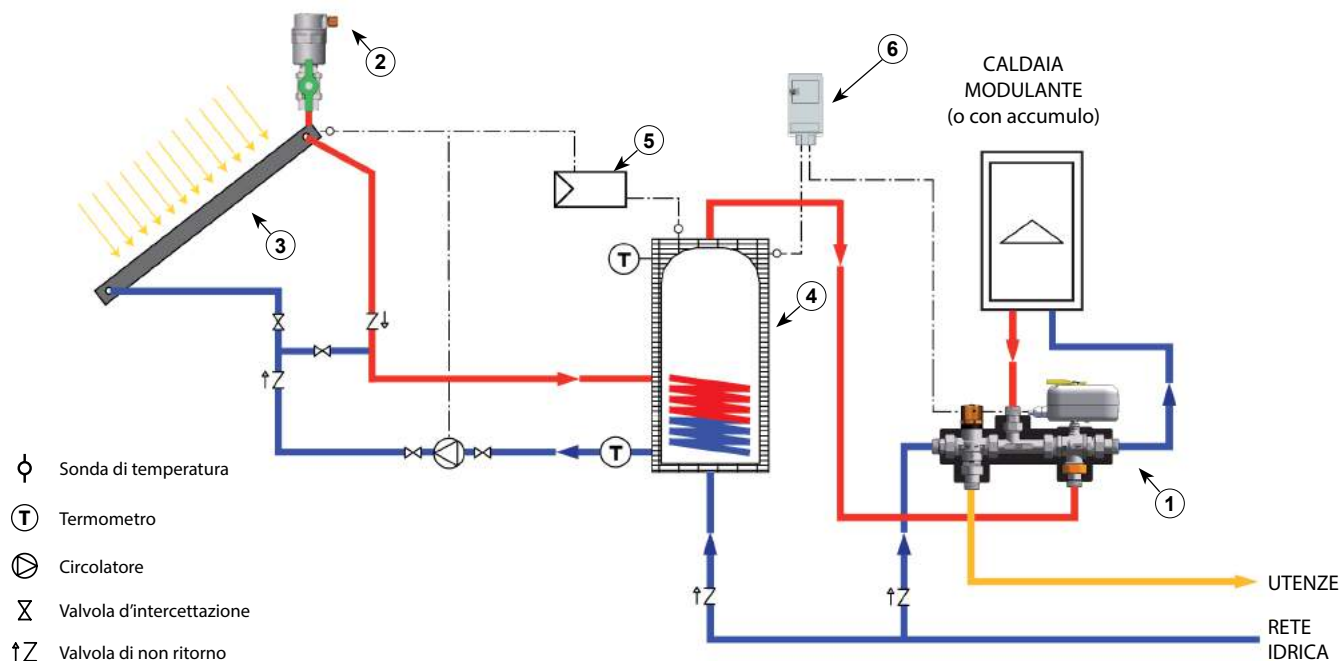 2
6
CALDAIA
MODULANTE
(o con accumulo)
5
3
T
4
Sonda di temperatura
T
1
T Termometro
Circolatore
UTENZE
Valvola d'intercettazione
RETE
IDRICA
Valvola di non ritorno